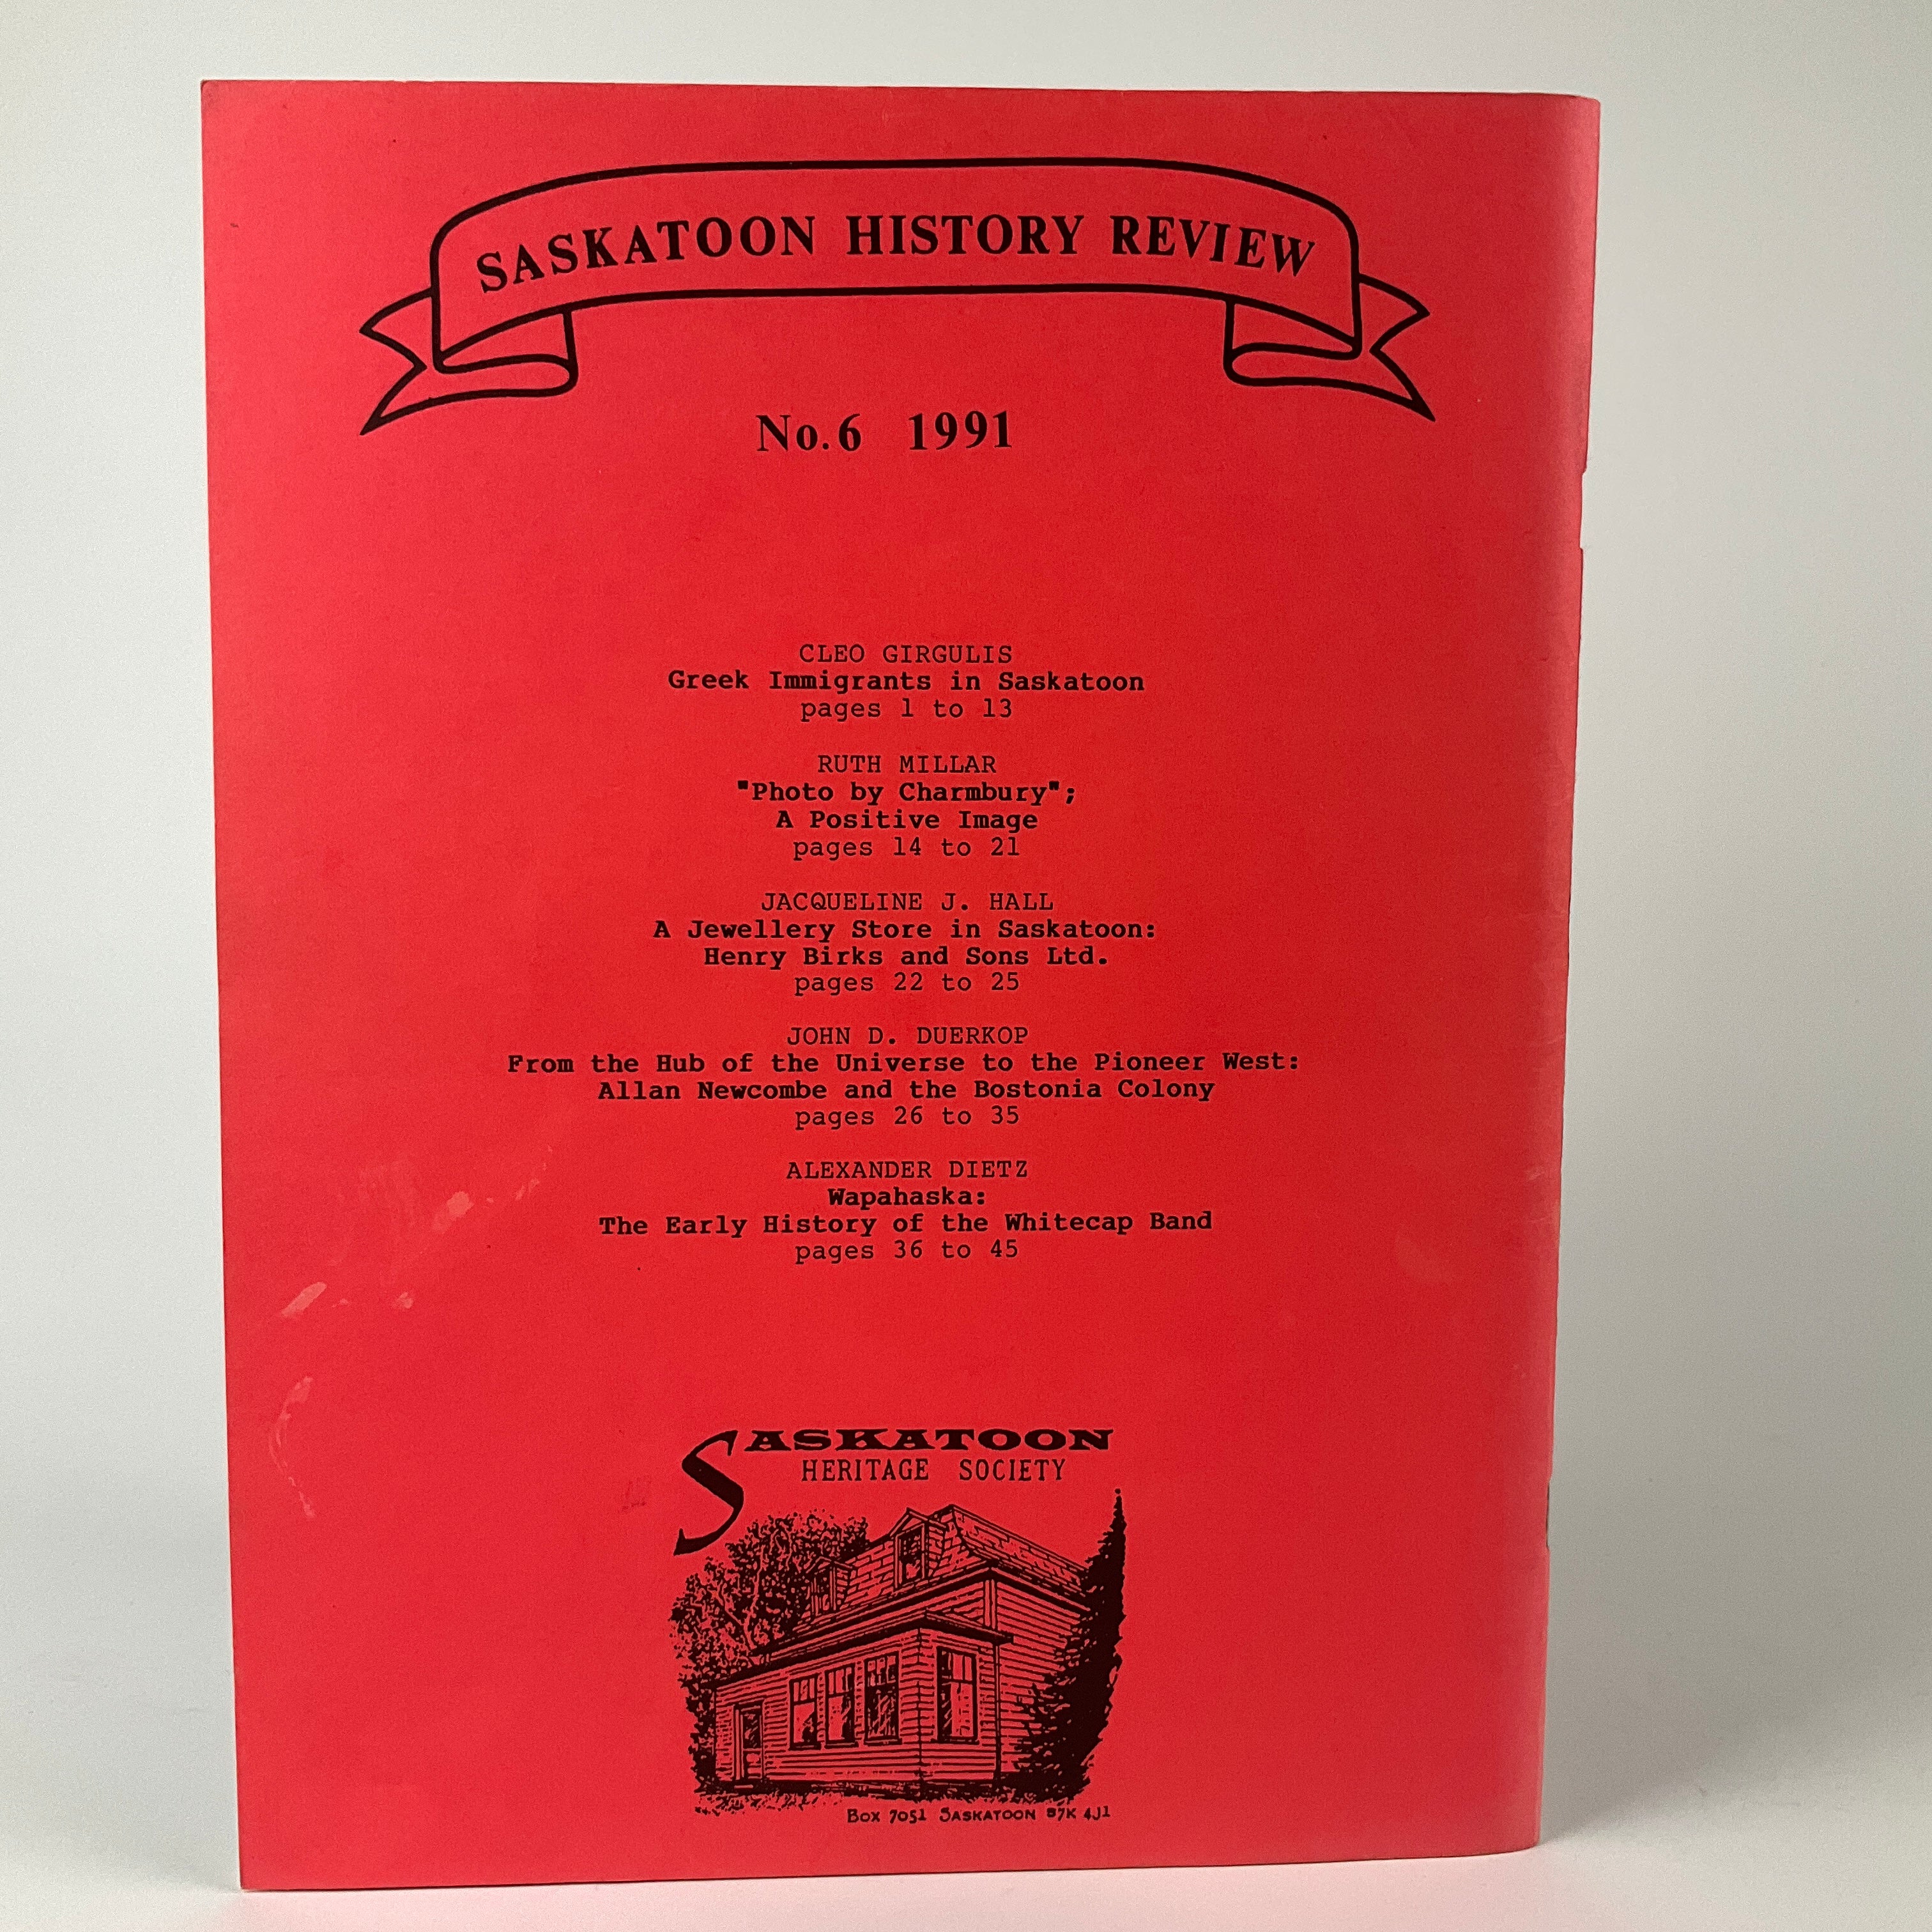 SASKATOON HISTORY REVIEW
No. 6 1991
CLEO GIRGULIS
Greek Immigrants in Saskatoon
pages 1 to 13
RUTH MILLAR
"Photo by Charmbury";
A Positive Image
pages 14 to 21
JACQUELINE J. HALL
A Jewellery Store in Saskatoon:
Henry Birks and Sons Ltd.
pages 22 to 25
JOHN D. DUERKOP
From the Hub of the Universe to the Pioneer West:
Allan Newcombe and the Bostonia Colony
pages 26 to 35
ALEXANDER DIETZ
Wapahaska:
The Early History of the Whitecap Band
pages 36 to 45
SASKATOON
HERITAGE SOCIETY
BOX 7051 SASKATOON S7K 4J1